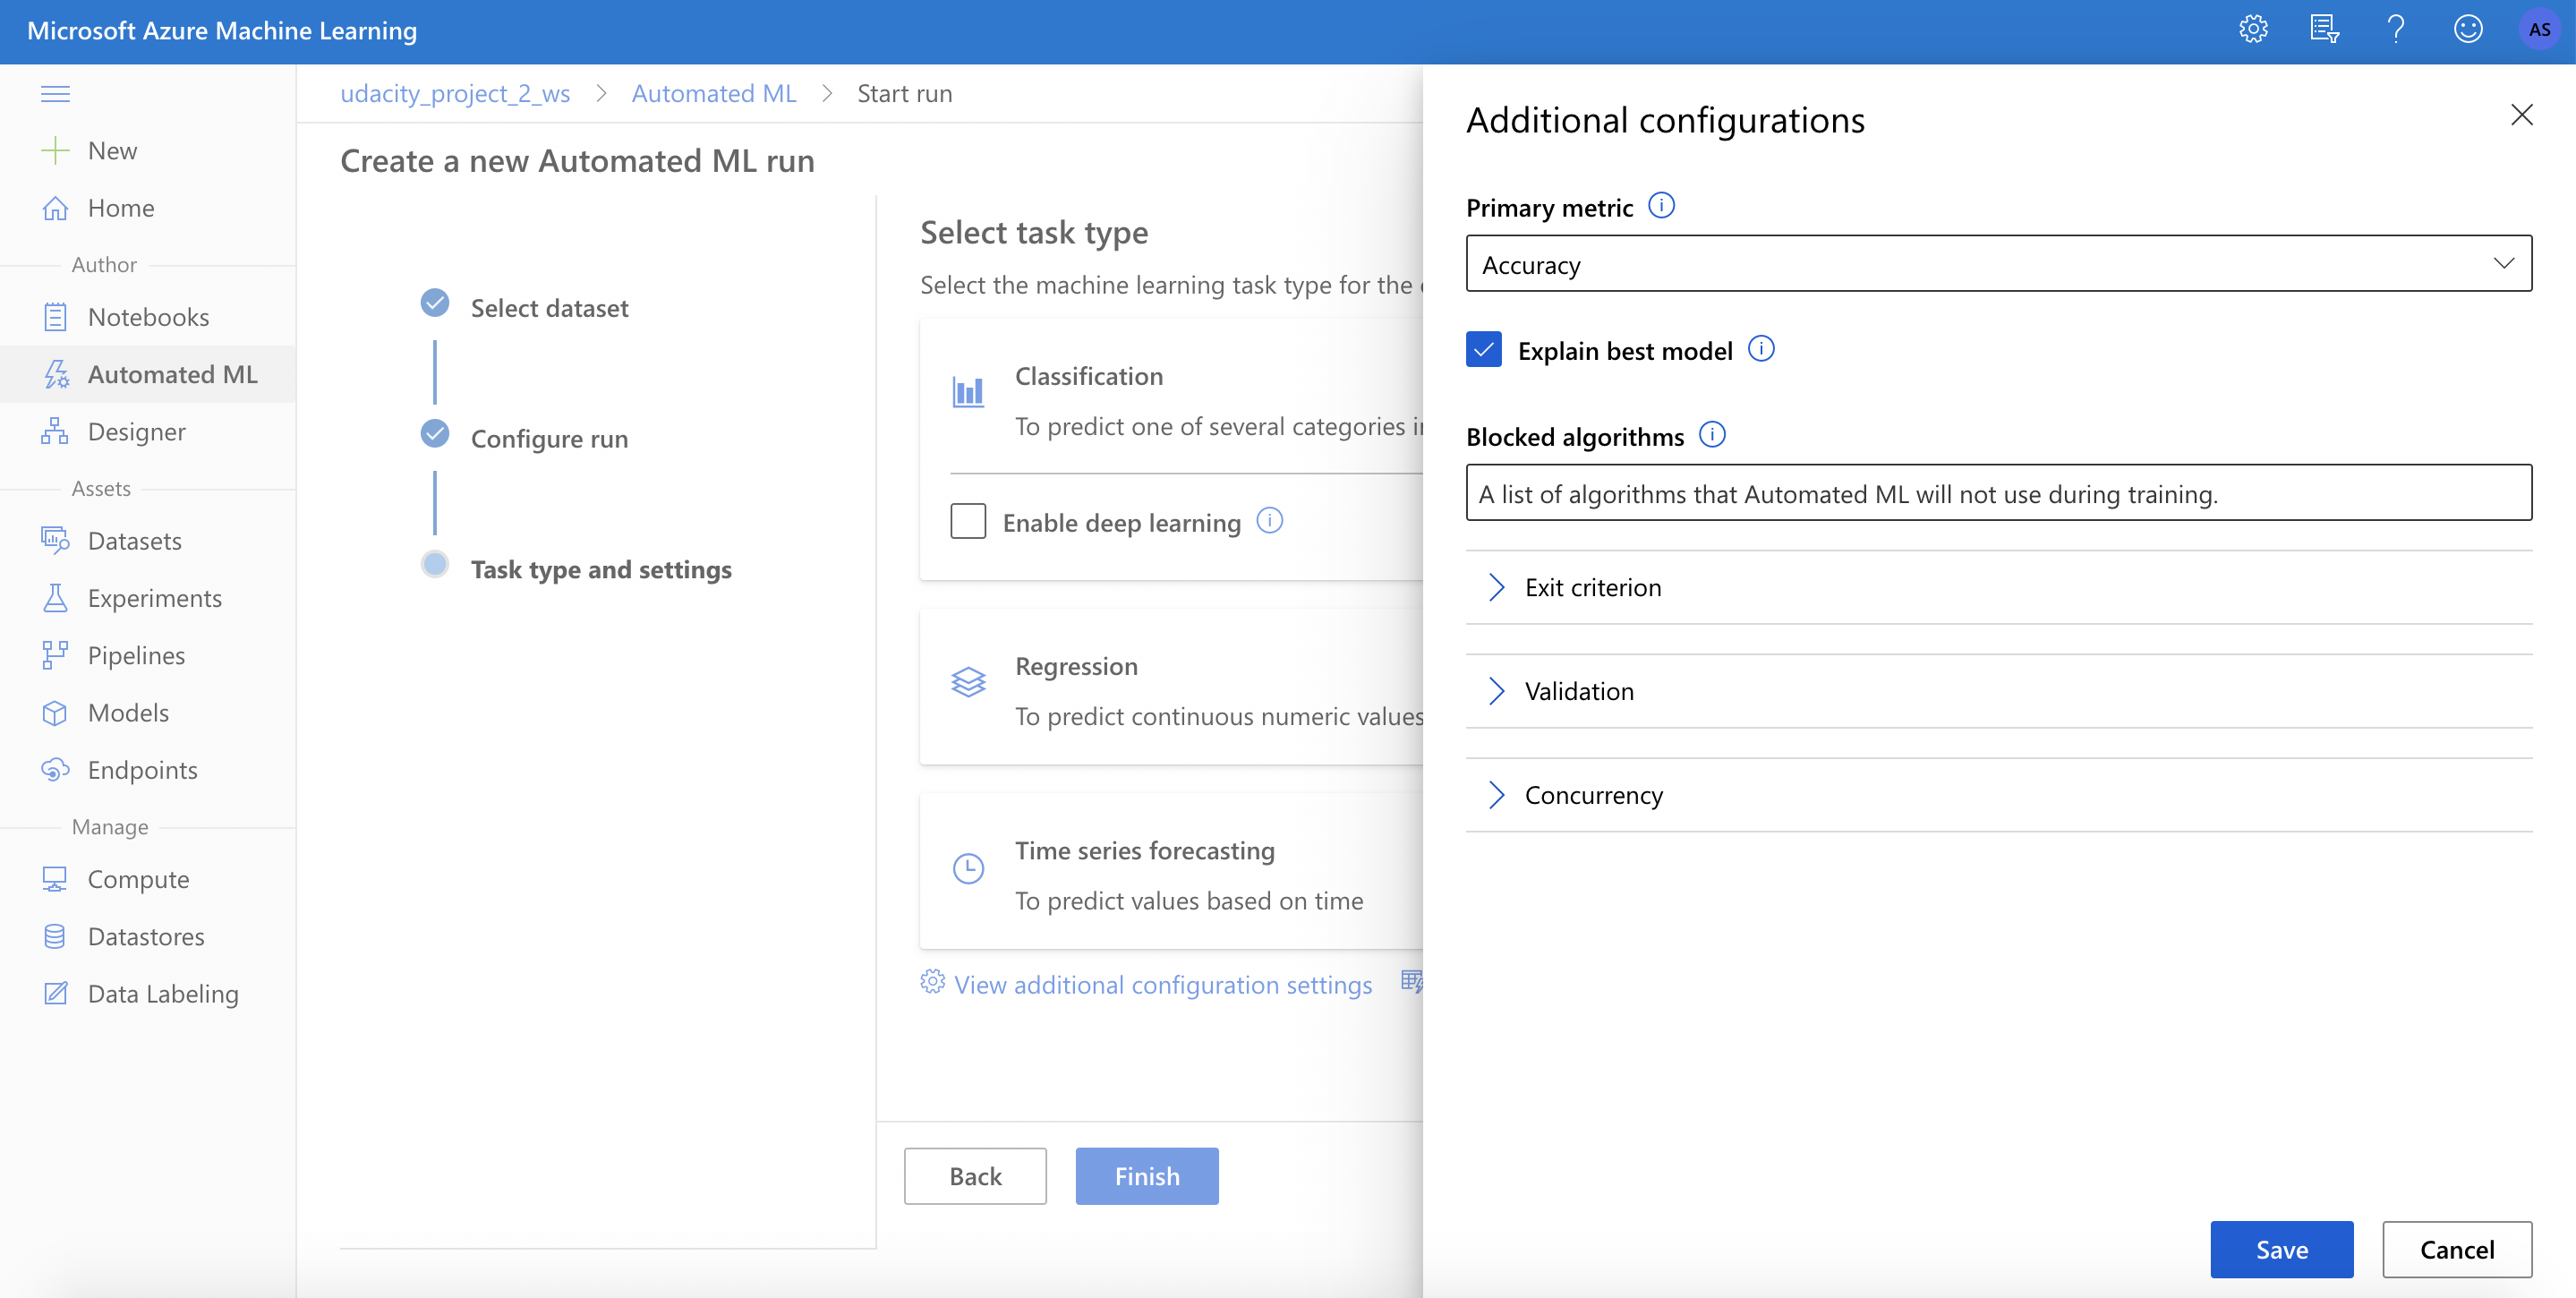 Microsoft Azure Machine Learning
AS
New
Home
Author
Notebooks
Automated ML
Designer
Assets
Datasets
Experiments
Pipelines
Models
Endpoints
Manage
Compute
Datastores
Data Labeling
udacity_project_2_ws > Automated ML > Start run
Create a new Automated ML run
Select dataset
Configure run
Task type and settings
Select task type
Select the machine learning task type for the
Classification
To predict one of several categories
Enable deep learning
Regression
To predict continuous numeric values
Time series forecasting
To predict values based on time
View additional configuration settings
Back
Finish
Additional configurations
Primary metric
Accuracy
Explain best model
Blocked algorithms
A list of algorithms that Automated ML will not use during training.
Exit criterion
Validation
Concurrency
Save
Cancel